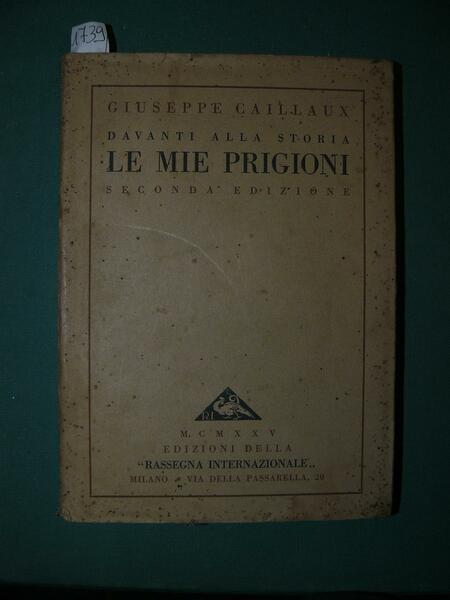 1739
GIUSEPPE CAILLAUX
DAVANTI ALLA STORIA
LE MIE PRIGIONI
SECONDA EDIZIONE
R.I.
M. C M X X V
EDIZIONI DELLA
"RASSEGNA INTERNAZIONALE„
MILANO - VIA DELLA PASSARELLA, 20